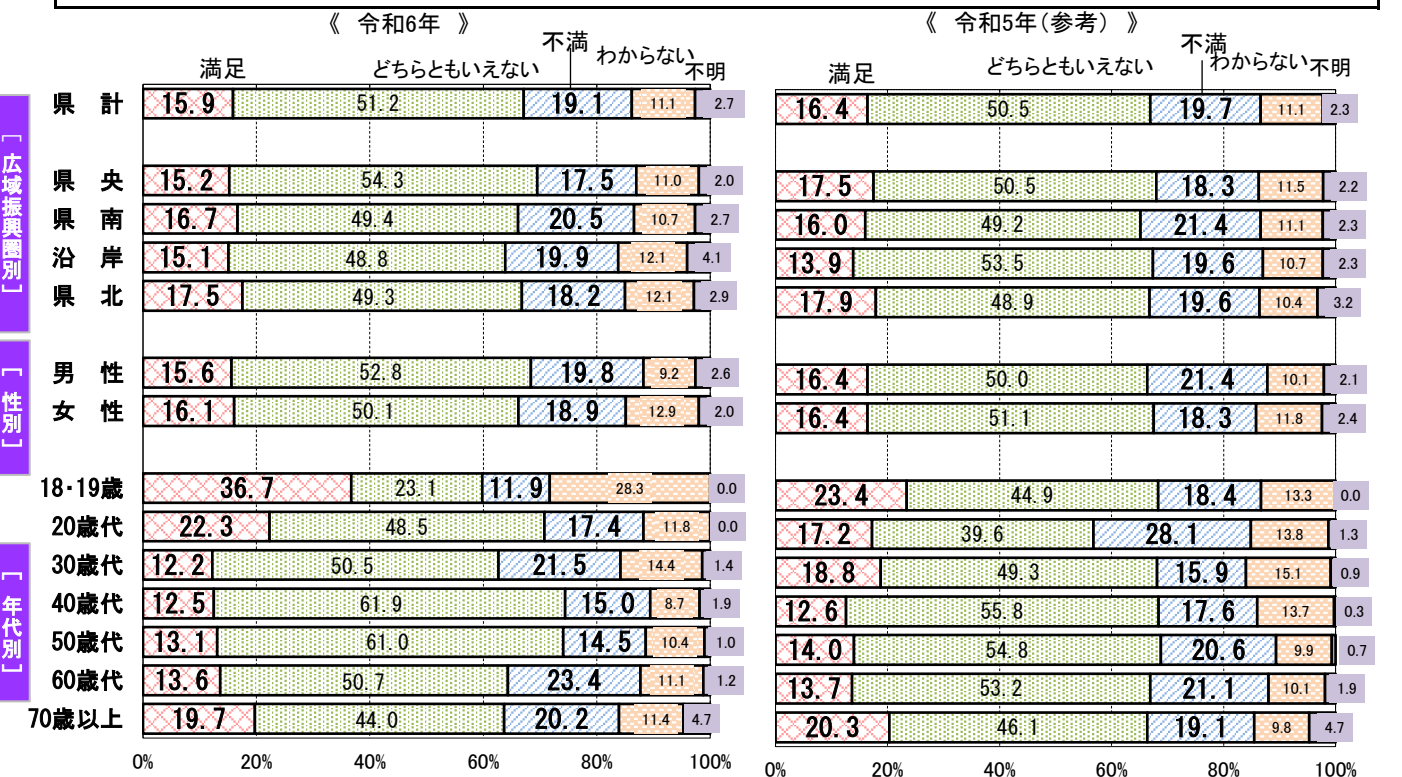 《 令和6年 》
《 令和5年(参考) 》
満足 どちらともいえない 不満 わからない 不明
満足 どちらともいえない 不満 わからない 不明
[ 広域振興圏別 ]
県 計 15.9 51.2 19.1 11.1 2.7 16.4 50.5 19.7 11.1 2.3
県 央 15.2 54.3 17.5 11.0 2.0 17.5 50.5 18.3 11.5 2.2
県 南 16.7 49.4 20.5 10.7 2.7 16.0 49.2 21.4 11.1 2.3
沿 岸 15.1 48.8 19.9 12.1 4.1 13.9 53.5 19.6 10.7 2.3
県 北 17.5 49.3 18.2 12.1 2.9 17.9 48.9 19.6 10.4 3.2
[ 性別 ]
男 性 15.6 52.8 19.8 9.2 2.6 16.4 50.0 21.4 10.1 2.1
女 性 16.1 50.1 18.9 12.9 2.0 16.4 51.1 18.3 11.8 2.4
[ 年代別 ]
18・19歳 36.7 23.1 11.9 28.3 0.0 23.4 44.9 18.4 13.3 0.0
20歳代 22.3 48.5 17.4 11.8 0.0 17.2 39.6 28.1 13.8 1.3
30歳代 12.2 50.5 21.5 14.4 1.4 18.8 49.3 15.9 15.1 0.9
40歳代 12.5 61.9 15.0 8.7 1.9 12.6 55.8 17.6 13.7 0.3
50歳代 13.1 61.0 14.5 10.4 1.0 14.0 54.8 20.6 9.9 0.7
60歳代 13.6 50.7 23.4 11.1 1.2 13.7 53.2 21.1 10.1 1.9
70歳以上 19.7 44.0 20.2 11.4 4.7 20.3 46.1 19.1 9.8 4.7
0% 20% 40% 60% 80% 100%
0% 20% 40% 60% 80% 100%